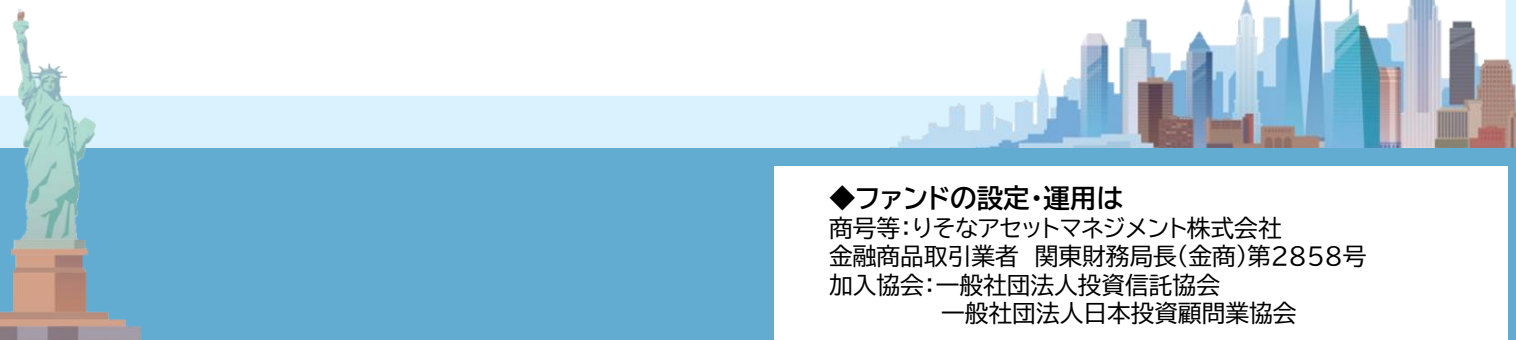 ◆ファンドの設定・運用は
商号等：りそなアセットマネジメント株式会社
金融商品取引業者　関東財務局長（金商）第2858号
加入協会：一般社団法人投資信託協会
一般社団法人日本投資顧問業協会